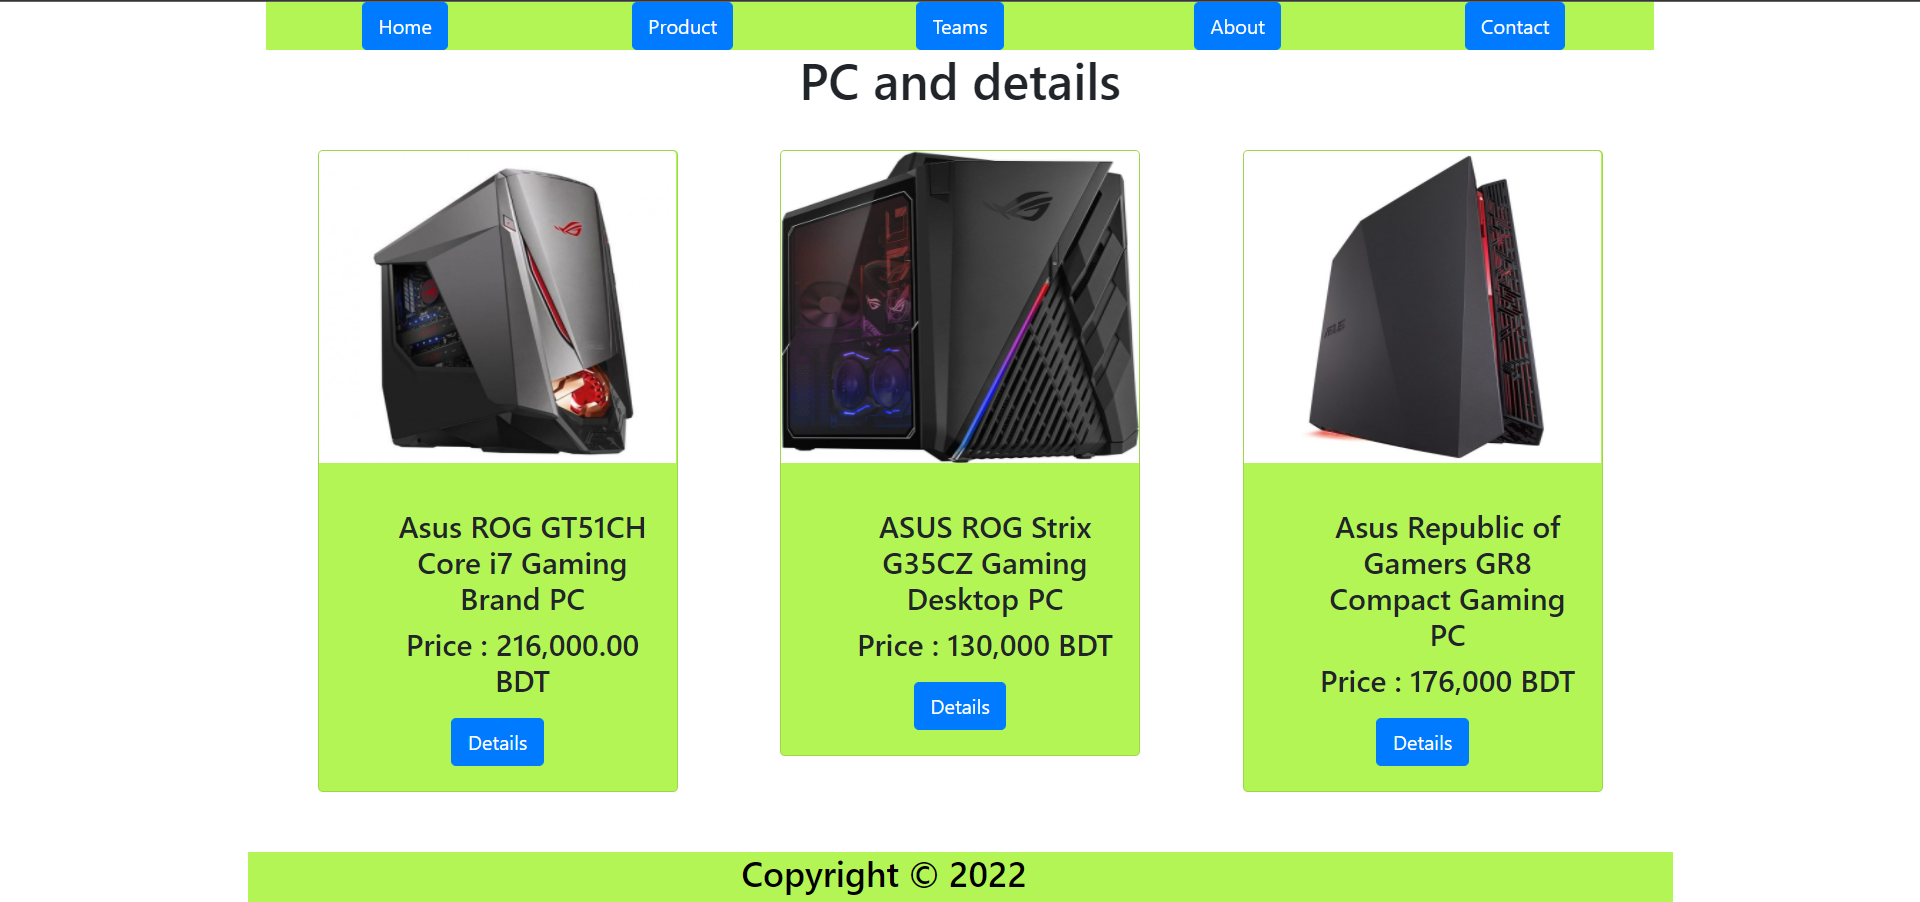 Home Product Teams About Contact
PC and details
Asus ROG GT51CH
Core i7 Gaming
Brand PC
Price : 216,000.00
BDT
Details
ASUS ROG Strix
G35CZ Gaming
Desktop PC
Price : 130,000 BDT
Details
Asus Republic of
Gamers GR8
Compact Gaming
PC
Price : 176,000 BDT
Details
Copyright © 2022